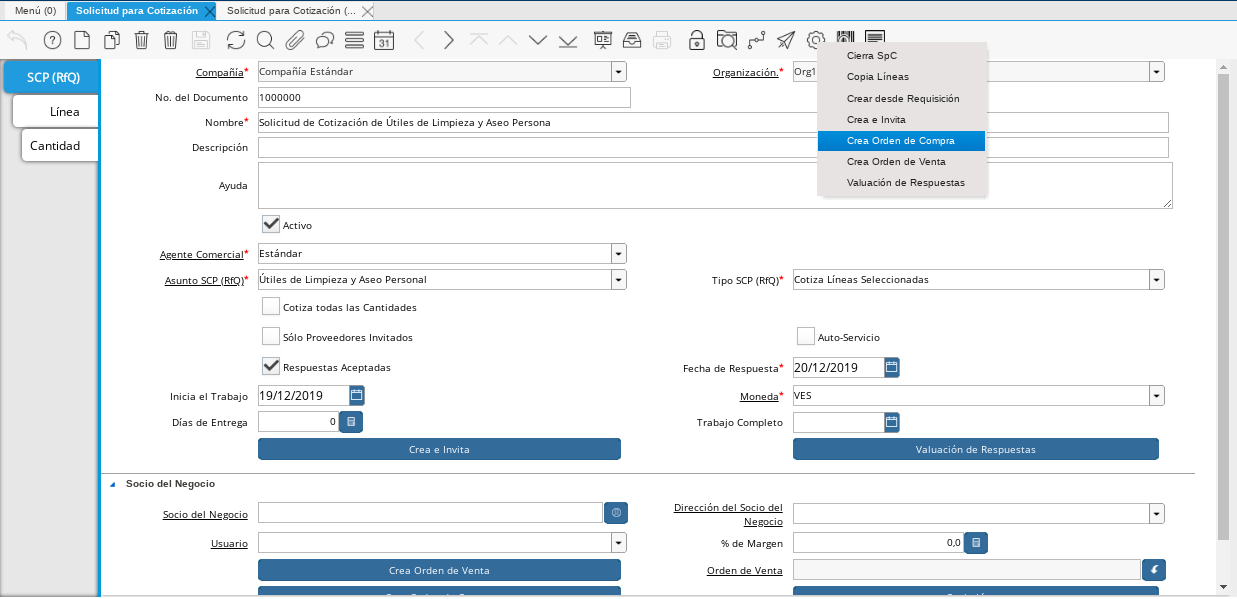 Menú (0) Solicitud para Cotización Solicitud para Cotización (...
31
SCP (RfQ)
Línea
Cantidad
Compañía* Compañía Estándar Organización.* Org1
No. del Documento 1000000
Nombre* Solicitud de Cotización de Útiles de Limpieza y Aseo Persona
Descripción
Ayuda
Cierra SpC
Copia Líneas
Crear desde Requisición
Crea e Invita
Crea Orden de Compra
Crea Orden de Venta
Valuación de Respuestas
Activo
Agente Comercial* Estándar
Asunto SCP (RfQ)* Útiles de Limpieza y Aseo Personal Tipo SCP (RfQ)* Cotiza Líneas Seleccionadas
Cotiza todas las Cantidades
Sólo Proveedores Invitados Auto-Servicio
Respuestas Aceptadas Fecha de Respuesta* 20/12/2019
Inicia el Trabajo 19/12/2019 Moneda* VES
Días de Entrega 0 Trabajo Completo
Crea e Invita Valuación de Respuestas
Socio del Negocio
Socio del Negocio Dirección del Socio del
Negocio
Usuario % de Margen 0,0
Crea Orden de Venta Orden de Venta